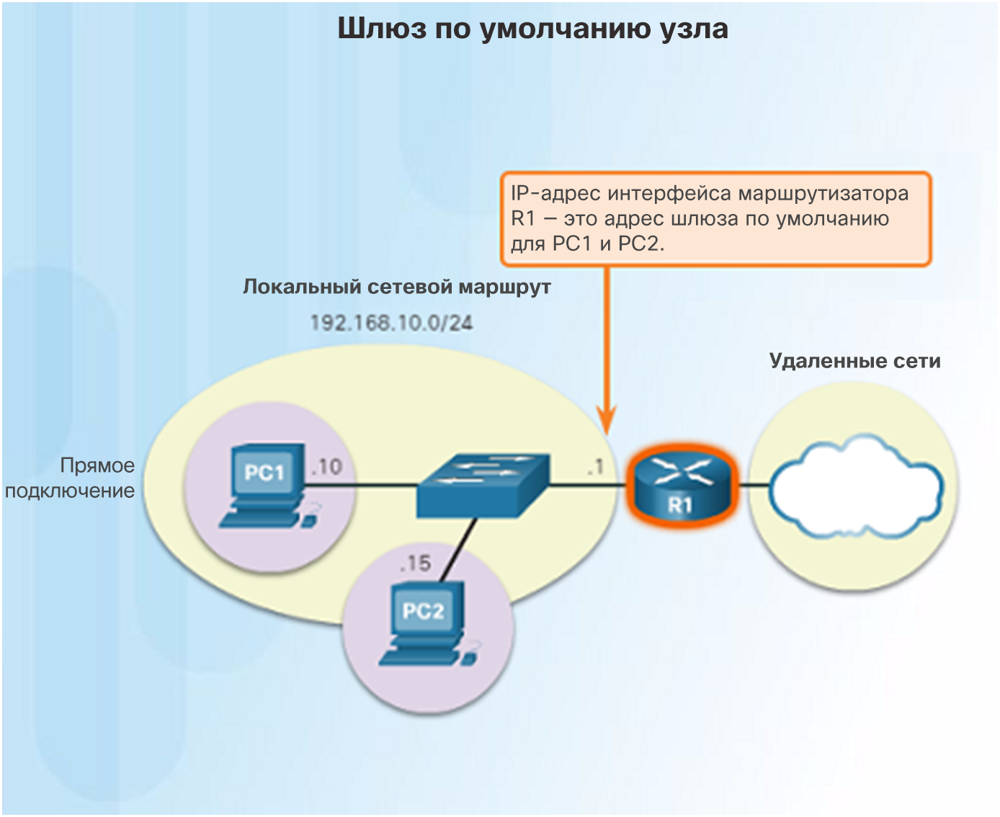 Шлюз по умолчанию узла
IP-адрес интерфейса маршрутизатора
R1 – это адрес шлюза по умолчанию
для PC1 и PC2.
Локальный сетевой маршрут
192.168.10.0/24
Удаленные сети
Прямое
подключение
PC1
.10
.1
R1
.15
PC2